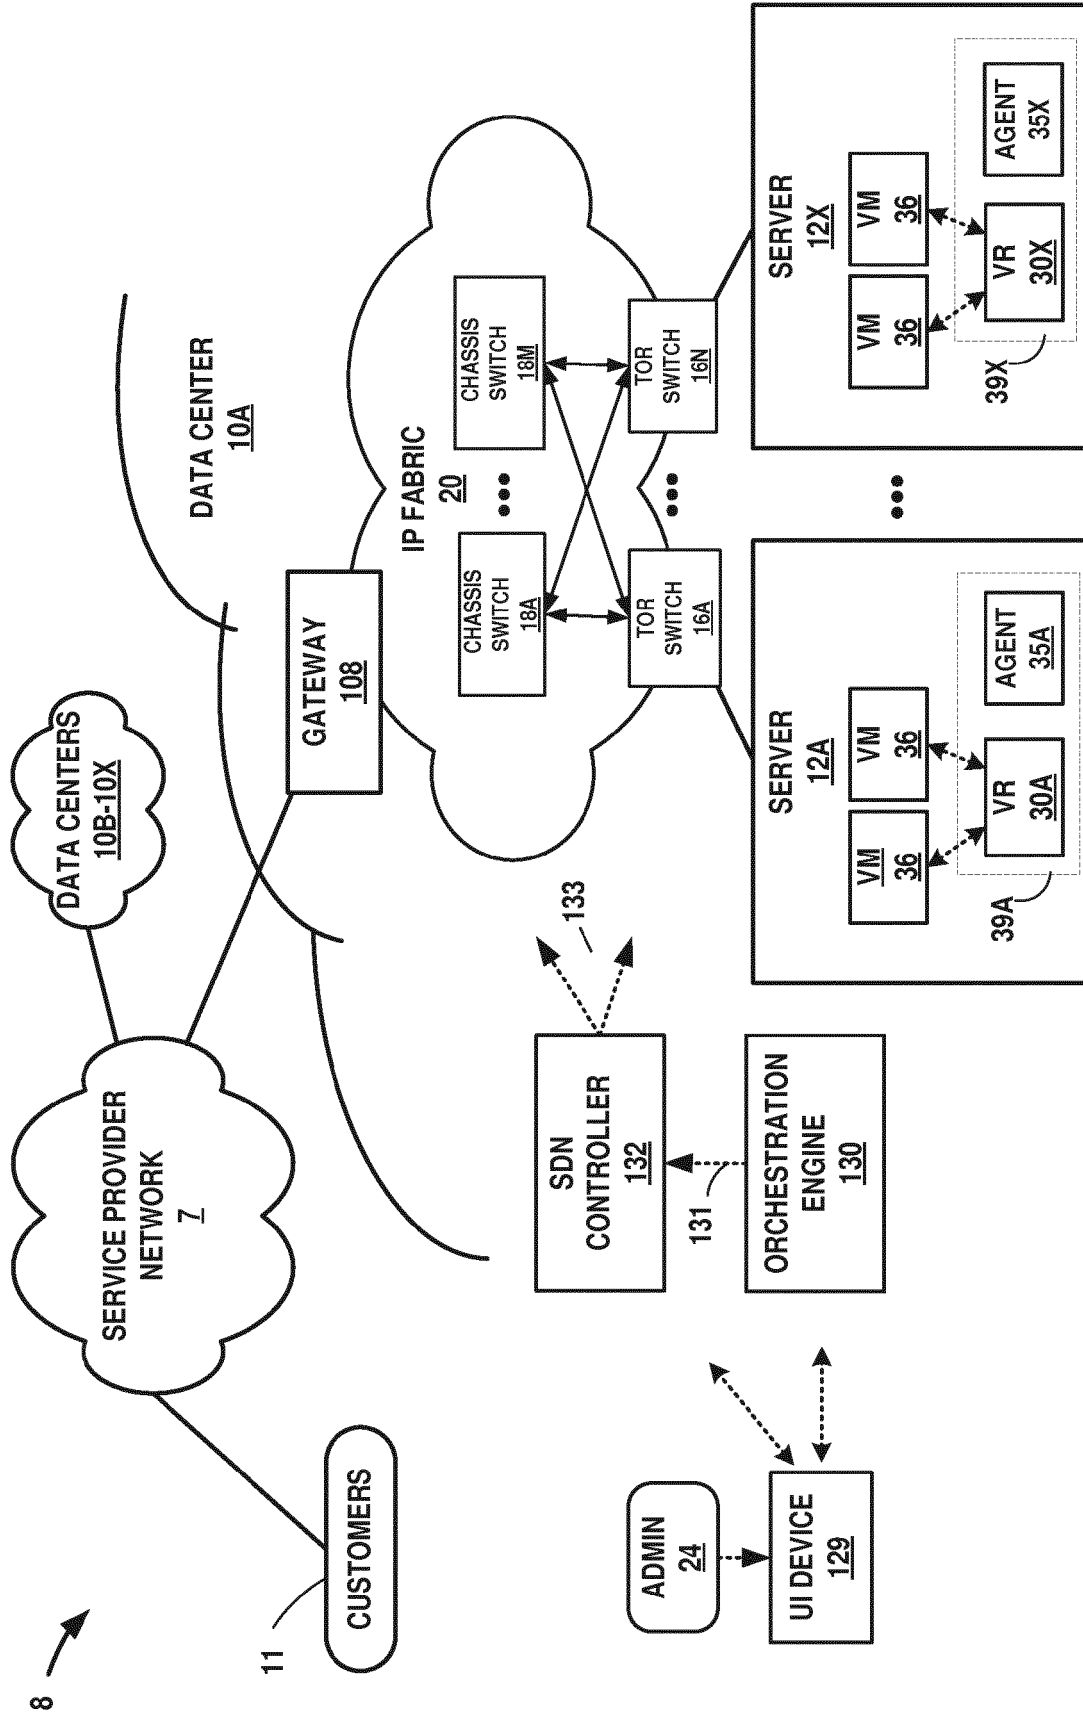 8
DATA CENTERS
10B-10X
SERVICE PROVIDER
NETWORK
7
11
CUSTOMERS
DATA CENTER
10A
GATEWAY
108
IP FABRIC
20
CHASSIS
SWITCH
18A
CHASSIS
SWITCH
18M
TOR
SWITCH
16A
TOR
SWITCH
16N
133
SDN
CONTROLLER
132
131
ORCHESTRATION
ENGINE
130
ADMIN
24
UI DEVICE
129
SERVER
12A
VM
36
VM
36
VR
30A
AGENT
35A
39A
SERVER
12X
VM
36
VM
36
VR
30X
AGENT
35X
39X